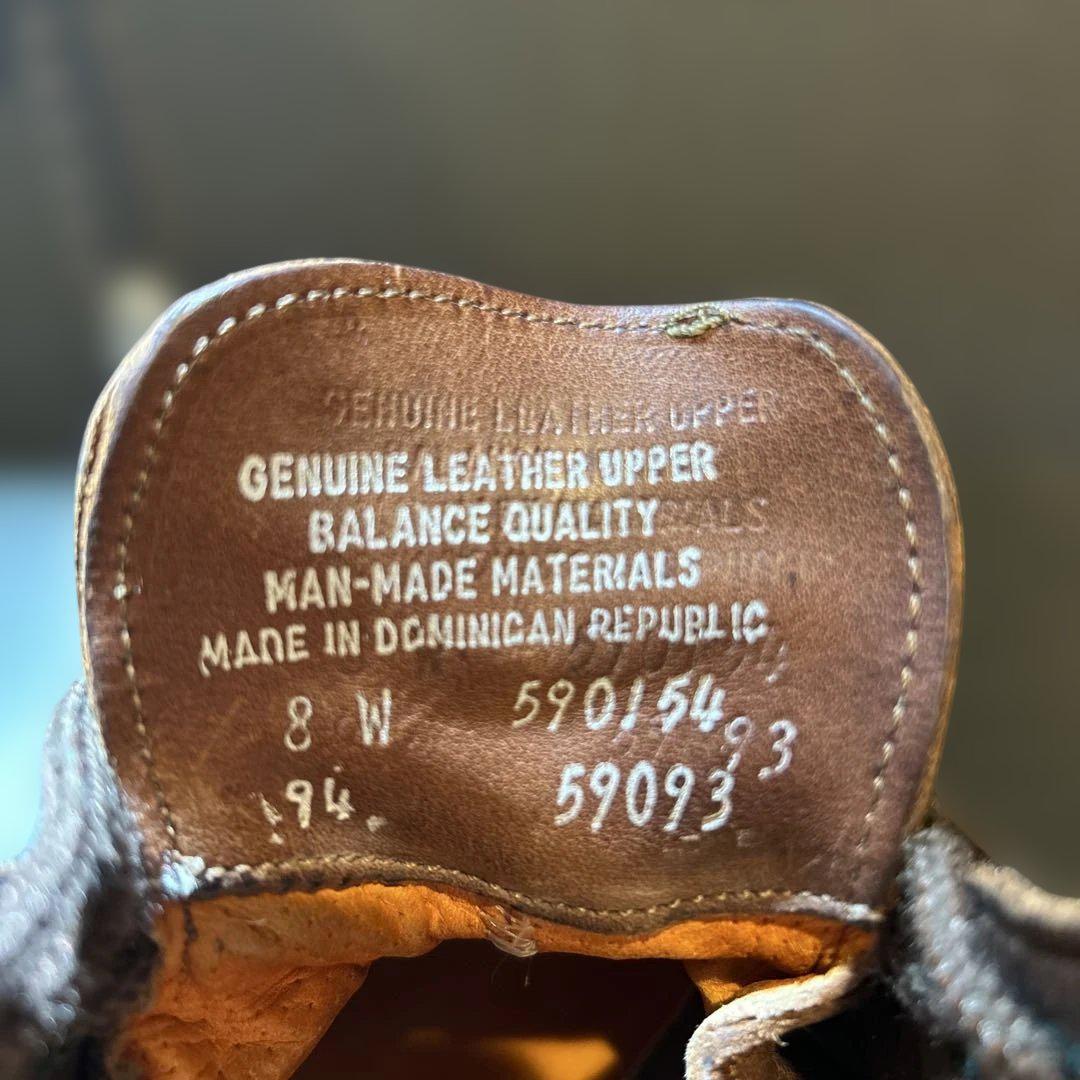 GENUINE LEATHER UPPER
GENUINE LEATHER UPPER
BALANCE QUALITY
MAN-MADE MATERIALS
MADE IN DOMINICAN REPUBLIC
8 W 590154
93
94 59093